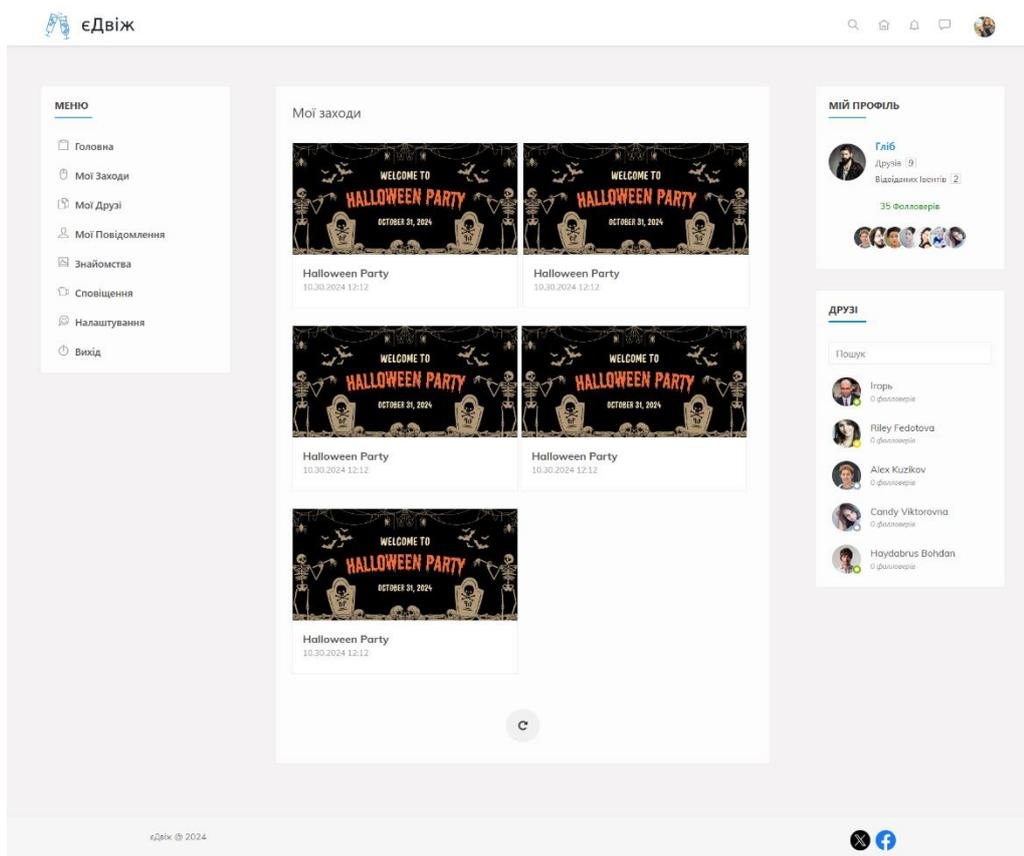 єДвіж
МЕНЮ
Головна
Мої Заходи
Мої Друзі
Мої Повідомлення
Знайомства
Сповіщення
Налаштування
Вихід
Мої заходи
WELCOME TO
HALLOWEEN PARTY
OCTOBER 31, 2024
Halloween Party
10.30.2024 12:12
WELCOME TO
HALLOWEEN PARTY
OCTOBER 31, 2024
Halloween Party
10.30.2024 12:12
WELCOME TO
HALLOWEEN PARTY
OCTOBER 31, 2024
Halloween Party
10.30.2024 12:12
WELCOME TO
HALLOWEEN PARTY
OCTOBER 31, 2024
Halloween Party
10.30.2024 12:12
WELCOME TO
HALLOWEEN PARTY
OCTOBER 31, 2024
Halloween Party
10.30.2024 12:12
МІЙ ПРОФІЛЬ
Гліб
Друзів 9
Відвіданих Івентів 2
35 Фолловерів
ДРУЗІ
Пошук
Ігорь
0 фолловерів
Riley Fedotova
0 фолловерів
Alex Kuzikov
0 фолловерів
Candy Viktorovna
0 фолловерів
Haydabrus Bohdan
0 фолловерів
єДвіж @ 2024